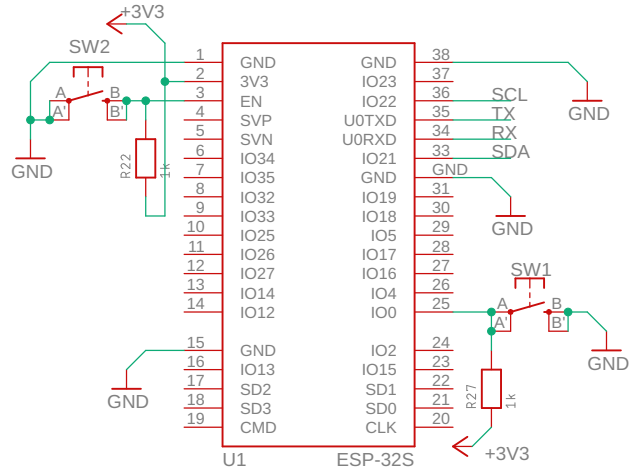 +3V3
SW2
A
B
A'
B'
GND
R22
1k
1
2
3
4
5
6
7
8
9
10
11
12
13
14
15
16
17
18
19
GND
3V3
EN
SVP
SVN
IO34
IO35
IO32
IO33
IO25
IO26
IO27
IO14
IO12
GND
IO13
SD2
SD3
CMD
GND
IO23
IO22
U0TXD
U0RXD
IO21
GND
IO19
IO18
IO5
IO17
IO16
IO4
IO0
IO2
IO15
SD1
SD0
CLK
38
37
36
35
34
33
GND
31
30
29
28
27
26
25
24
23
22
21
20
SCL
TX
RX
SDA
GND
GND
SW1
A
B
A'
B'
GND
R27
1k
+3V3
GND
U1
ESP-32S